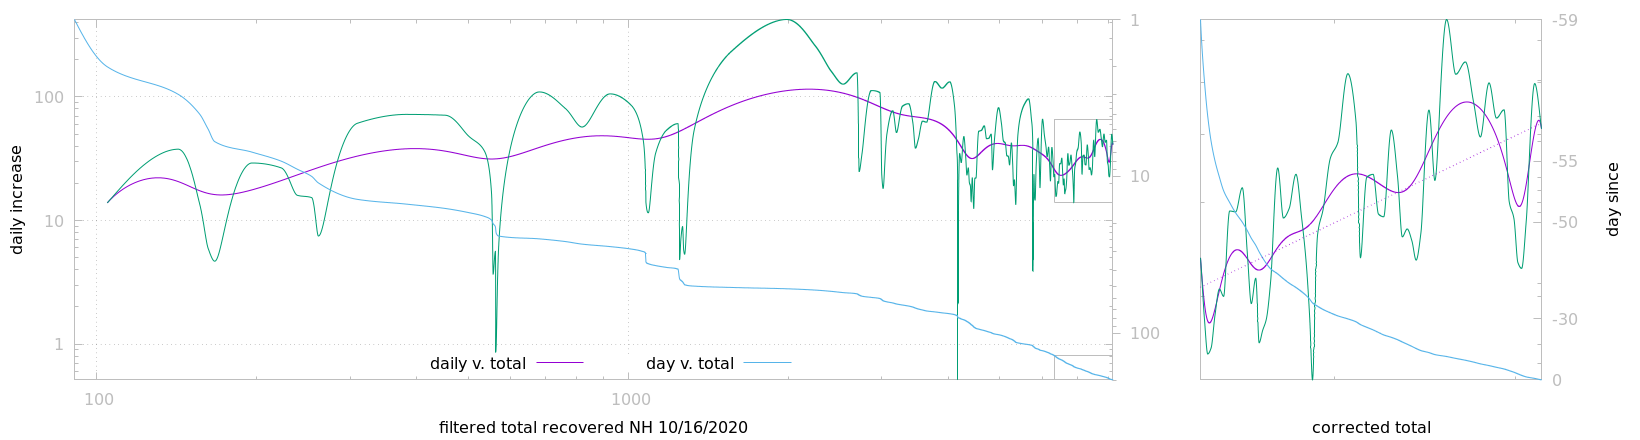 daily increase
100
10
1
100
1000
daily v. total
day v. total
filtered total recovered NH 10/16/2020
1
10
100
-59
-55
-50
-30
0
day since
corrected total